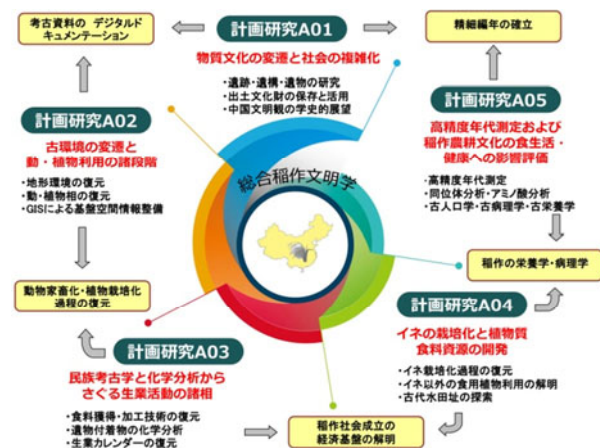 考古資料の デジタルド
キュメンテーション
計画研究A01
物質文化の変遷と社会の複雑化
・遺跡・遺構・遺物の研究
・出土文化財の保存と活用
・中国文明観の学史的展望
精細編年の確立
計画研究A02
古環境の変遷と
動・植物利用の諸段階
・地形環境の復元
・動・植物相の復元
・GISによる基盤空間情報整備
計画研究A05
高精度年代測定および
稲作農耕文化の食生活・
健康への影響評価
・高精度年代測定
・同位体分析・アミノ酸分析
・古人口学・古病理学・古栄養学
総合稲作文明学
動物家畜化・植物栽培化
過程の復元
稲作の栄養学・病理学
計画研究A03
民族考古学と化学分析から
さぐる生業活動の諸相
・食料獲得・加工技術の復元
・遺物付着物の化学分析
・生業カレンダーの復元
計画研究A04
イネの栽培化と植物質
食料資源の開発
・イネ栽培化過程の復元
・イネ以外の食用植物利用の解明
・古代水田址の探索
稲作社会成立の
経済基盤の解明